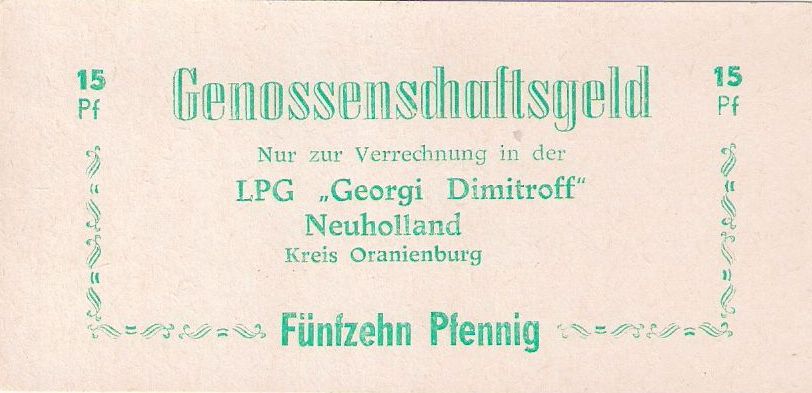 15
Pf
Genossenschaftsgeld
15
Pf
Nur zur Verrechnung in der
LPG „Georgi Dimitroff“
Neuholland
Kreis Oranienburg
Fünfzehn Pfennig